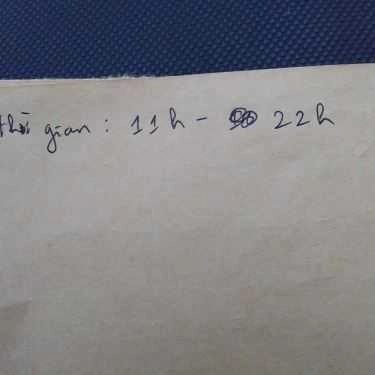 thời gian : 11h - 22h